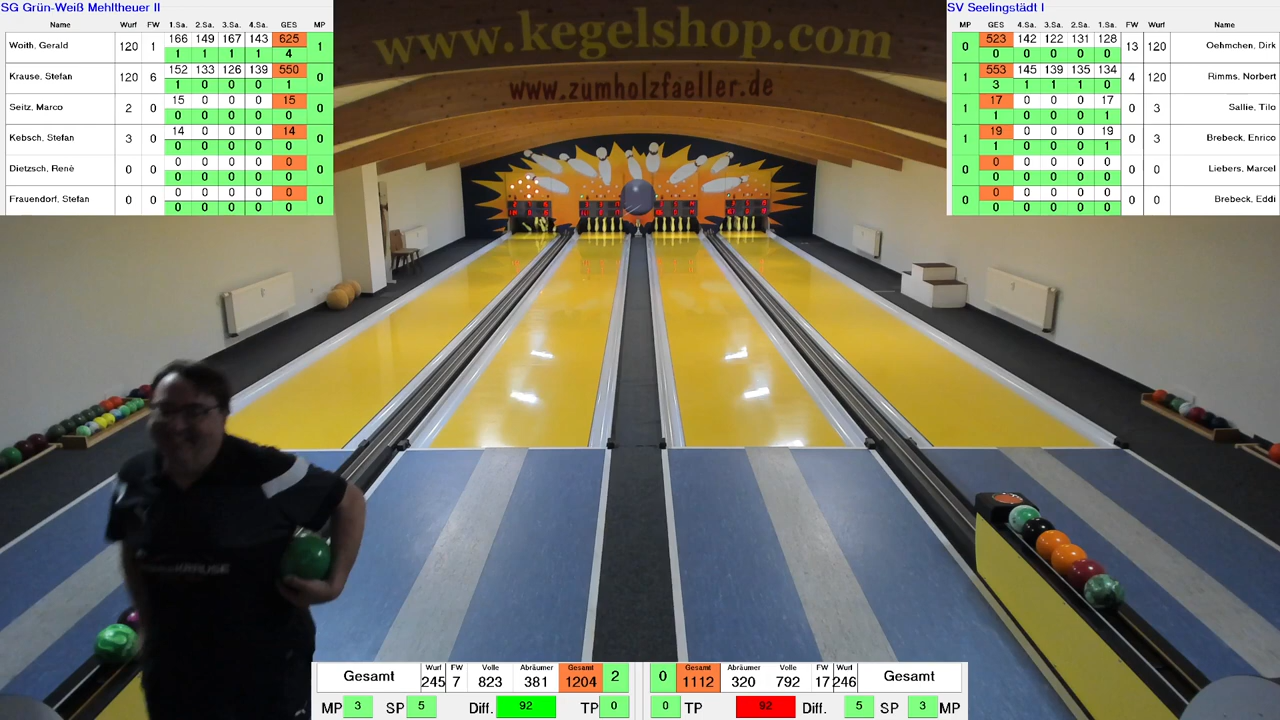 SG Grün-Weiß Mehltheuer II
Name Wurf FW 1.Sa. 2.Sa. 3.Sa. 4.Sa. GES MP
Woith, Gerald 120 1 166 149 167 143 625 1
1 1 1 1 4
Krause, Stefan 120 6 152 133 126 139 550 0
1 0 0 0 1
Seitz, Marco 2 0 15 0 0 0 15 0
0 0 0 0 0
Kebsch, Stefan 3 0 14 0 0 0 14 0
0 0 0 0 0
Dietzsch, René 0 0 0 0 0 0 0 0
0 0 0 0 0
Frauendorf, Stefan 0 0 0 0 0 0 0 0
0 0 0 0 0
www.kegelshop.com
www.zumholzfaeller.de
SV Seelingstädt I
MP GES 4.Sa. 3.Sa. 2.Sa. 1.Sa. FW Wurf Name
0 523 142 122 131 128 13 120 Oehmchen, Dirk
0 0 0 0 0
1 553 145 139 135 134 4 120 Rimms, Norbert
3 1 1 1 0
1 17 0 0 0 17 0 3 Sallie, Tilo
1 0 0 0 1
1 19 0 0 0 19 0 3 Brebeck, Enrico
1 0 0 0 1
0 0 0 0 0 0 0 0 Liebers, Marcel
0 0 0 0 0
0 0 0 0 0 0 0 0 Brebeck, Eddi
0 0 0 0 0
Gesamt Wurf FW Volle Abräumer Gesamt
245 7 823 381 1204 2
MP 3 SP 5 Diff. 92 TP 0
Gesamt Abräumer Volle FW Wurf Gesamt
0 1112 320 792 17 246
0 TP 92 Diff. 5 SP 3 MP